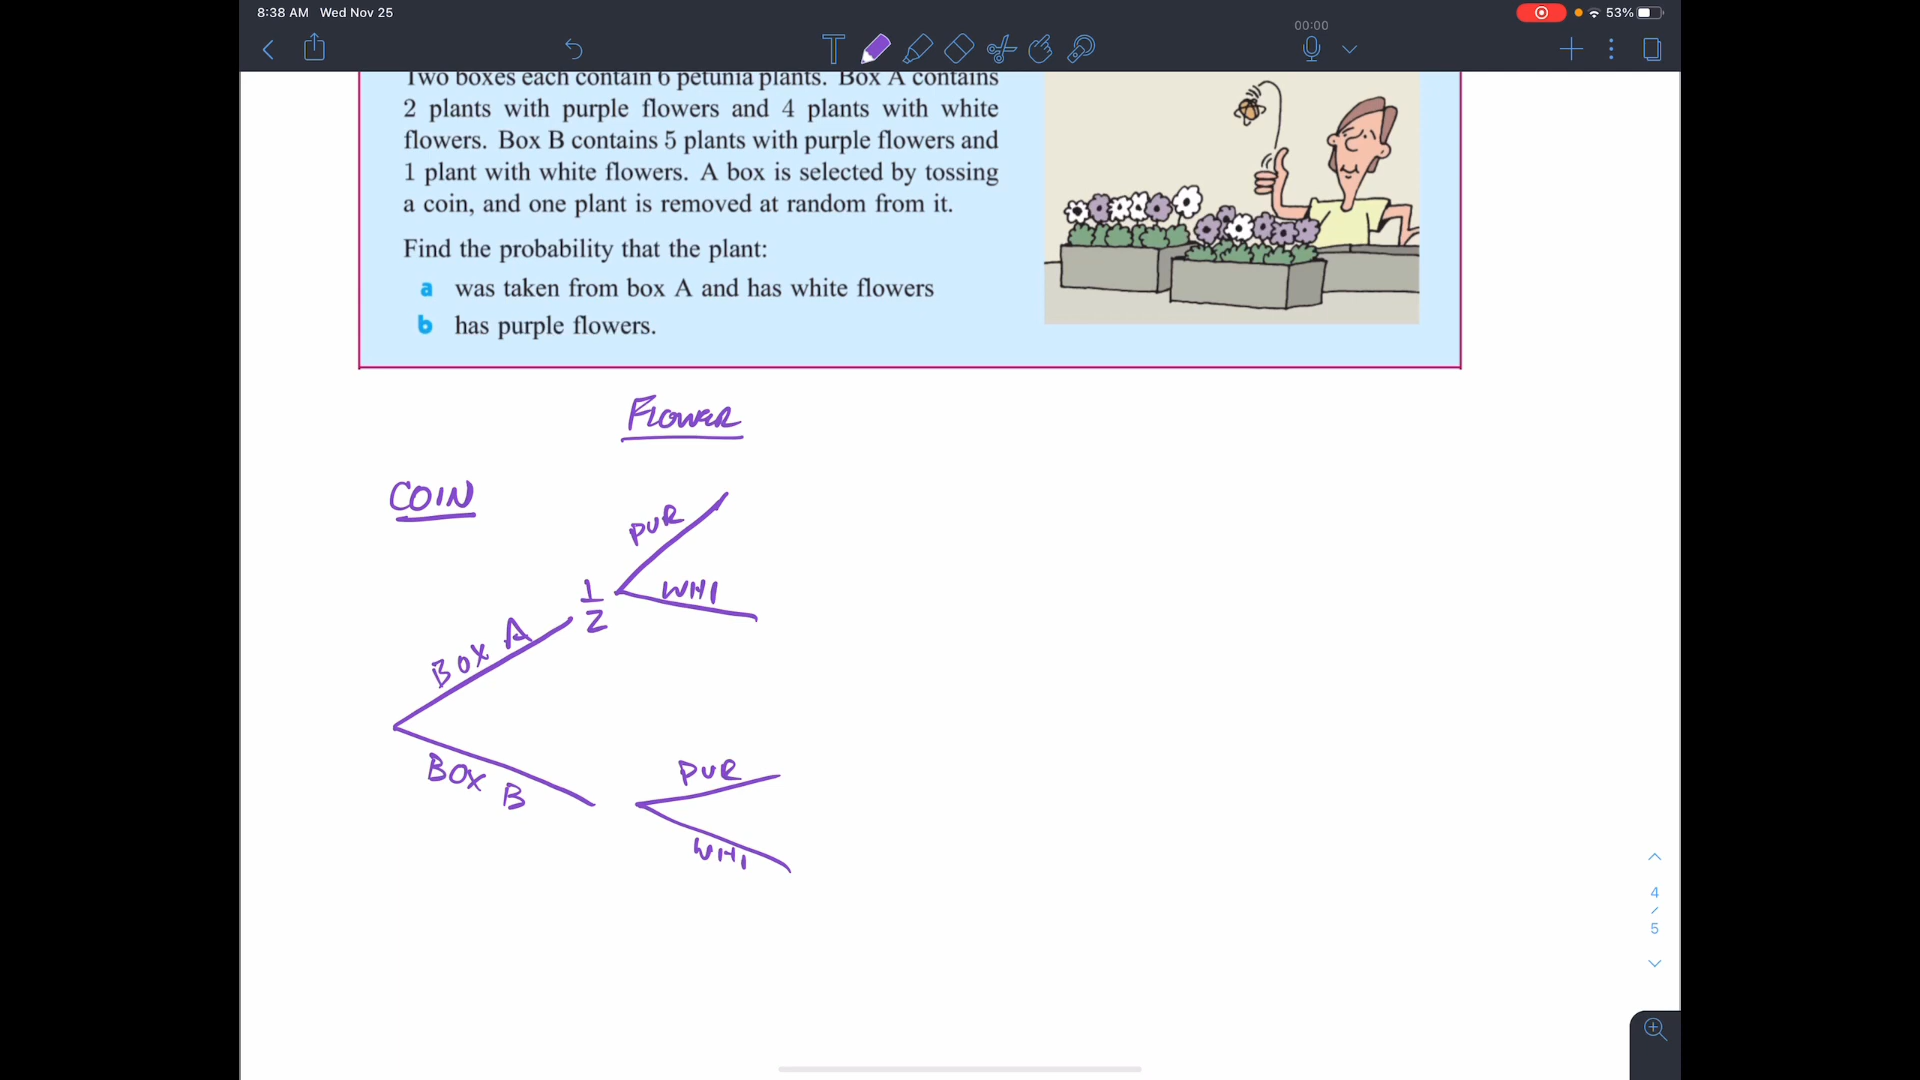 8:38 AM Wed Nov 25
53%
00:00
Two boxes each contain 6 petunia plants. Box A contains
2 plants with purple flowers and 4 plants with white
flowers. Box B contains 5 plants with purple flowers and
1 plant with white flowers. A box is selected by tossing
a coin, and one plant is removed at random from it.
Find the probability that the plant:
a was taken from box A and has white flowers
b has purple flowers.
FLOWER
COIN
PUR
1/2
WHI
BOX A
BOX B
PUR
WHI
4
/
5